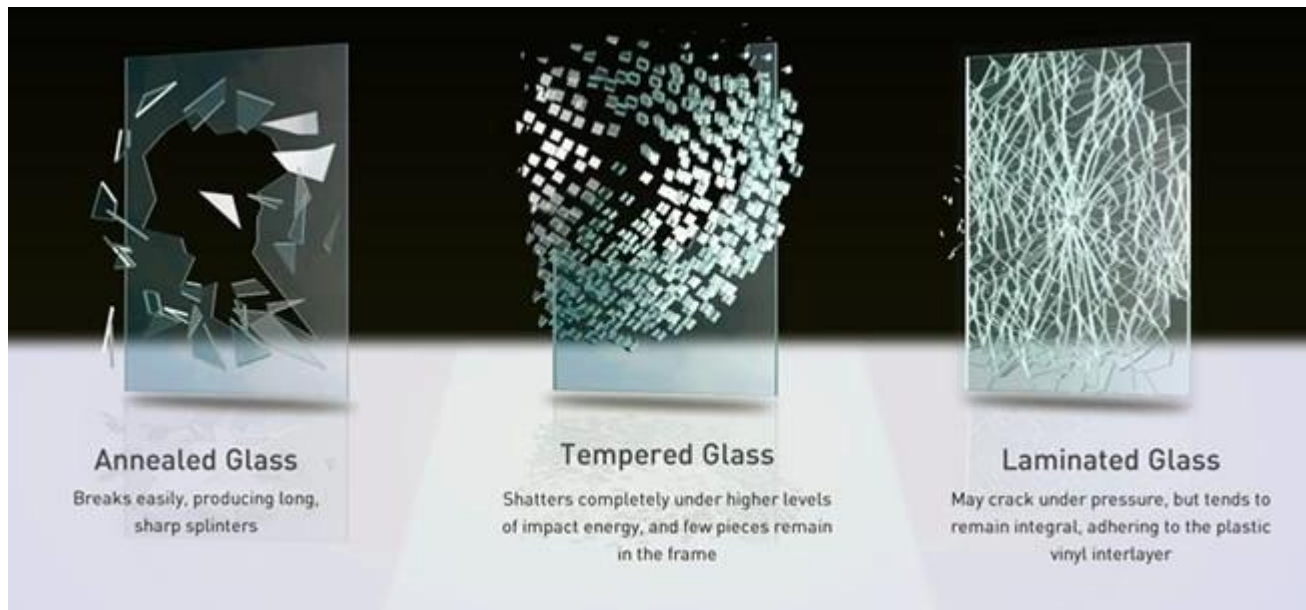 Annealed Glass
Breaks easily, producing long,
sharp splinters
Tempered Glass
Shatters completely under higher levels
of impact energy, and few pieces remain
in the frame
Laminated Glass
May crack under pressure, but tends to
remain integral, adhering to the plastic
vinyl interlayer